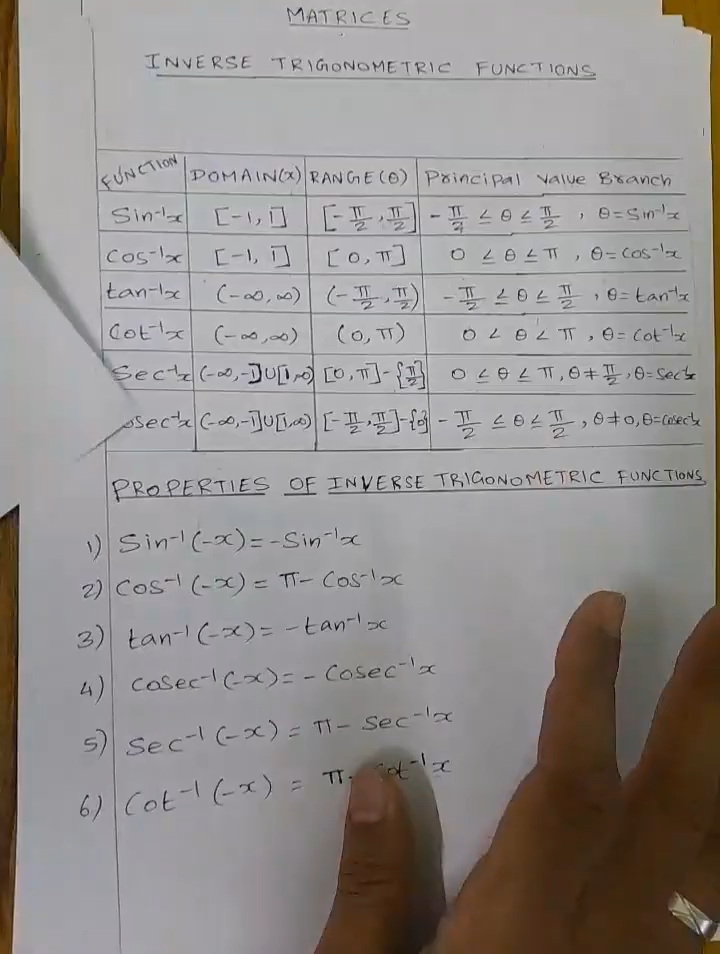 MATRICES
INVERSE TRIGONOMETRIC FUNCTIONS
FUNCTION DOMAIN(x) RANGE(θ) Principal Value Branch
Sin⁻¹x [-1, 1] [-π/2, π/2] -π/2 ≤ θ ≤ π/2 , θ=Sin⁻¹x
Cos⁻¹x [-1, 1] [0, π] 0 ≤ θ ≤ π , θ=Cos⁻¹x
tan⁻¹x (-∞, ∞) (-π/2, π/2) -π/2 < θ < π/2 , θ=tan⁻¹x
Cot⁻¹x (-∞, ∞) (0, π) 0 < θ < π , θ=Cot⁻¹x
Sec⁻¹x (-∞,-1]∪[1,∞) [0, π]-{π/2} 0 ≤ θ ≤ π, θ≠π/2, θ=Sec⁻¹x
osec⁻¹x (-∞,-1]∪[1,∞) [-π/2, π/2]-{0} -π/2 ≤ θ ≤ π/2, θ≠0, θ=Cosec⁻¹x
PROPERTIES OF INVERSE TRIGONOMETRIC FUNCTIONS
1) Sin⁻¹(-x)=-Sin⁻¹x
2) Cos⁻¹(-x) = π- Cos⁻¹x
3) tan⁻¹(-x) = -tan⁻¹x
4) Cosec⁻¹(-x)= - Cosec⁻¹x
5) Sec⁻¹(-x) = π- Sec⁻¹x
6) Cot⁻¹(-x) = π- ot⁻¹x